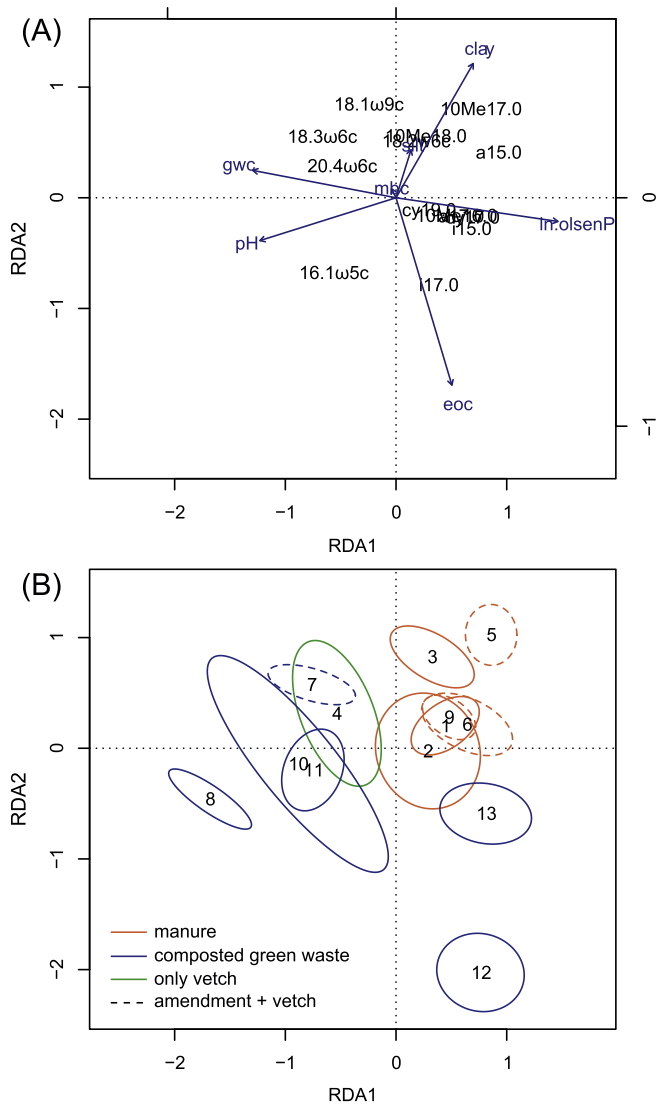 (A)
clay
18.1ω9c
10Me17.0
18.3ω6c
10Me18.0
18.2ω6c
a15.0
gwc
20.4ω6c
mbc
cy19.0
ln.olsenP
pH
i15.0
16.1ω5c
i17.0
eoc
1
0
−1
−2
0
−1
RDA2
−2 −1 0 1
RDA1
(B)
5
3
7
4
9
1 6
2
10
11
8
13
12
1
0
−1
−2
RDA2
manure
composted green waste
only vetch
amendment + vetch
−2 −1 0 1
RDA1